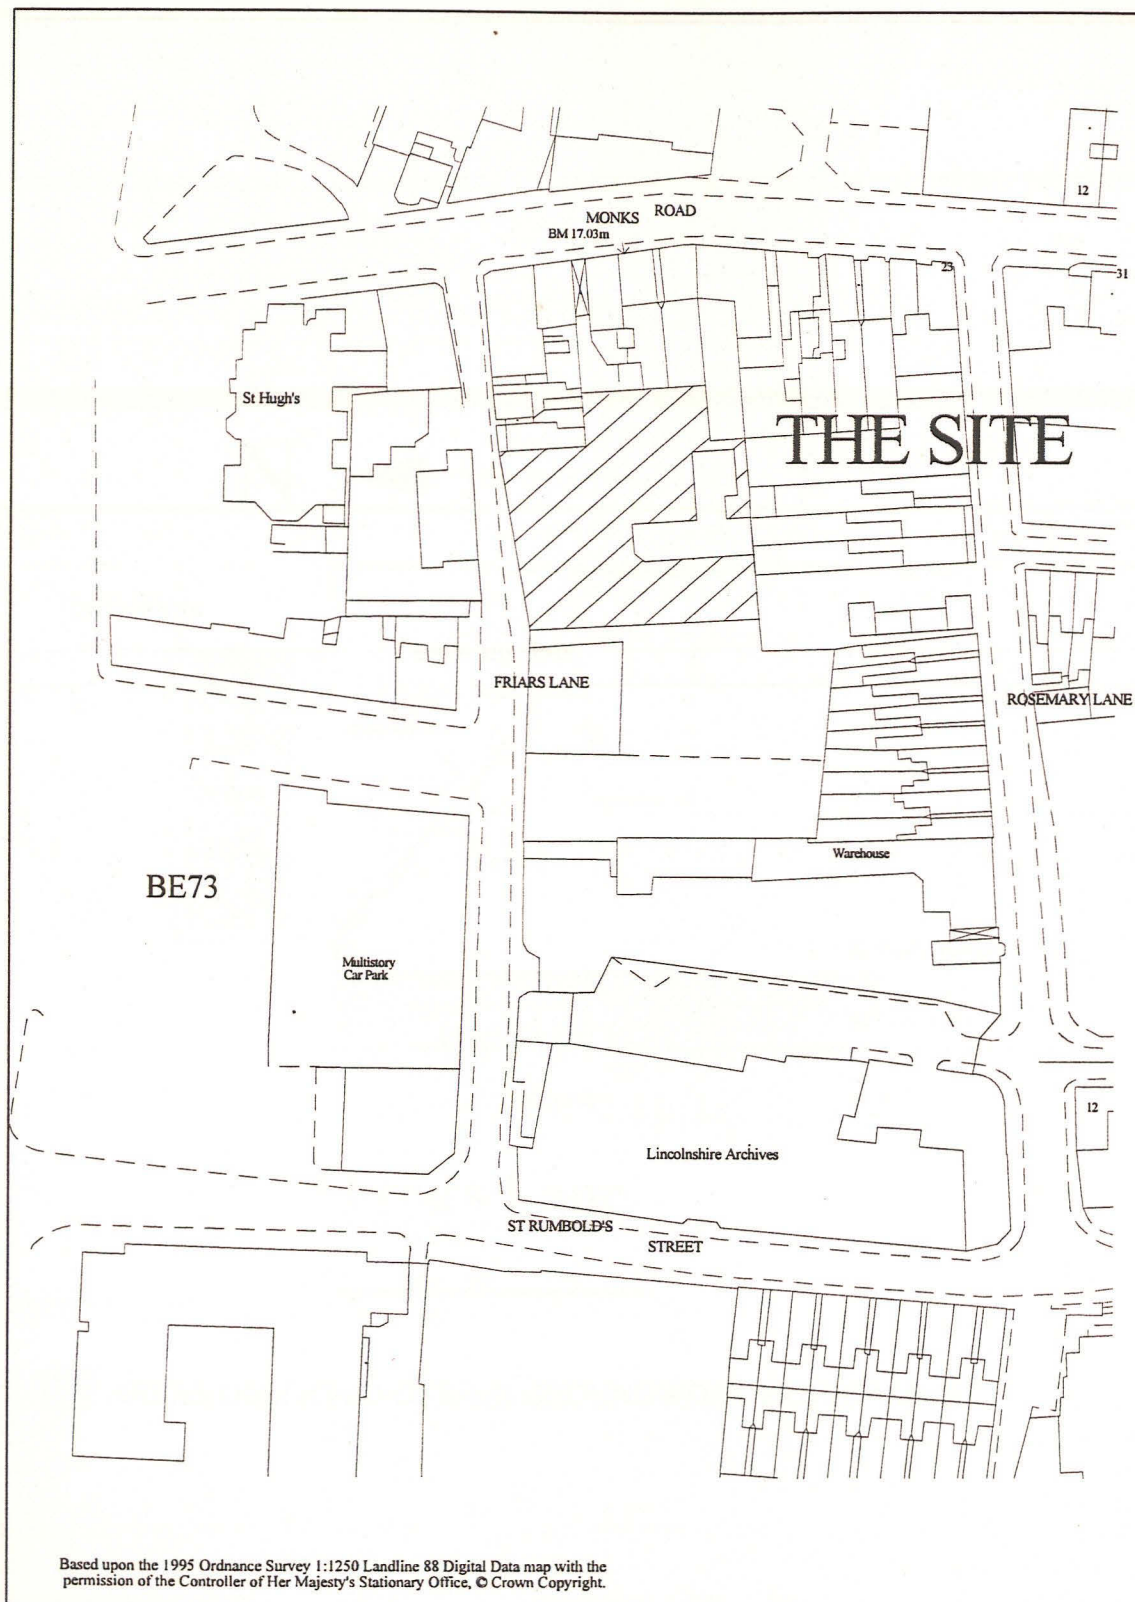 12
MONKS ROAD
BM 17.03m
23
31
St Hugh's
THE SITE
FRIARS LANE
ROSEMARY LANE
Warehouse
BE73
Multistory
Car Park
12
Lincolnshire Archives
ST RUMBOLD'S
STREET
Based upon the 1995 Ordnance Survey 1:1250 Landline 88 Digital Data map with the
permission of the Controller of Her Majesty's Stationary Office, © Crown Copyright.